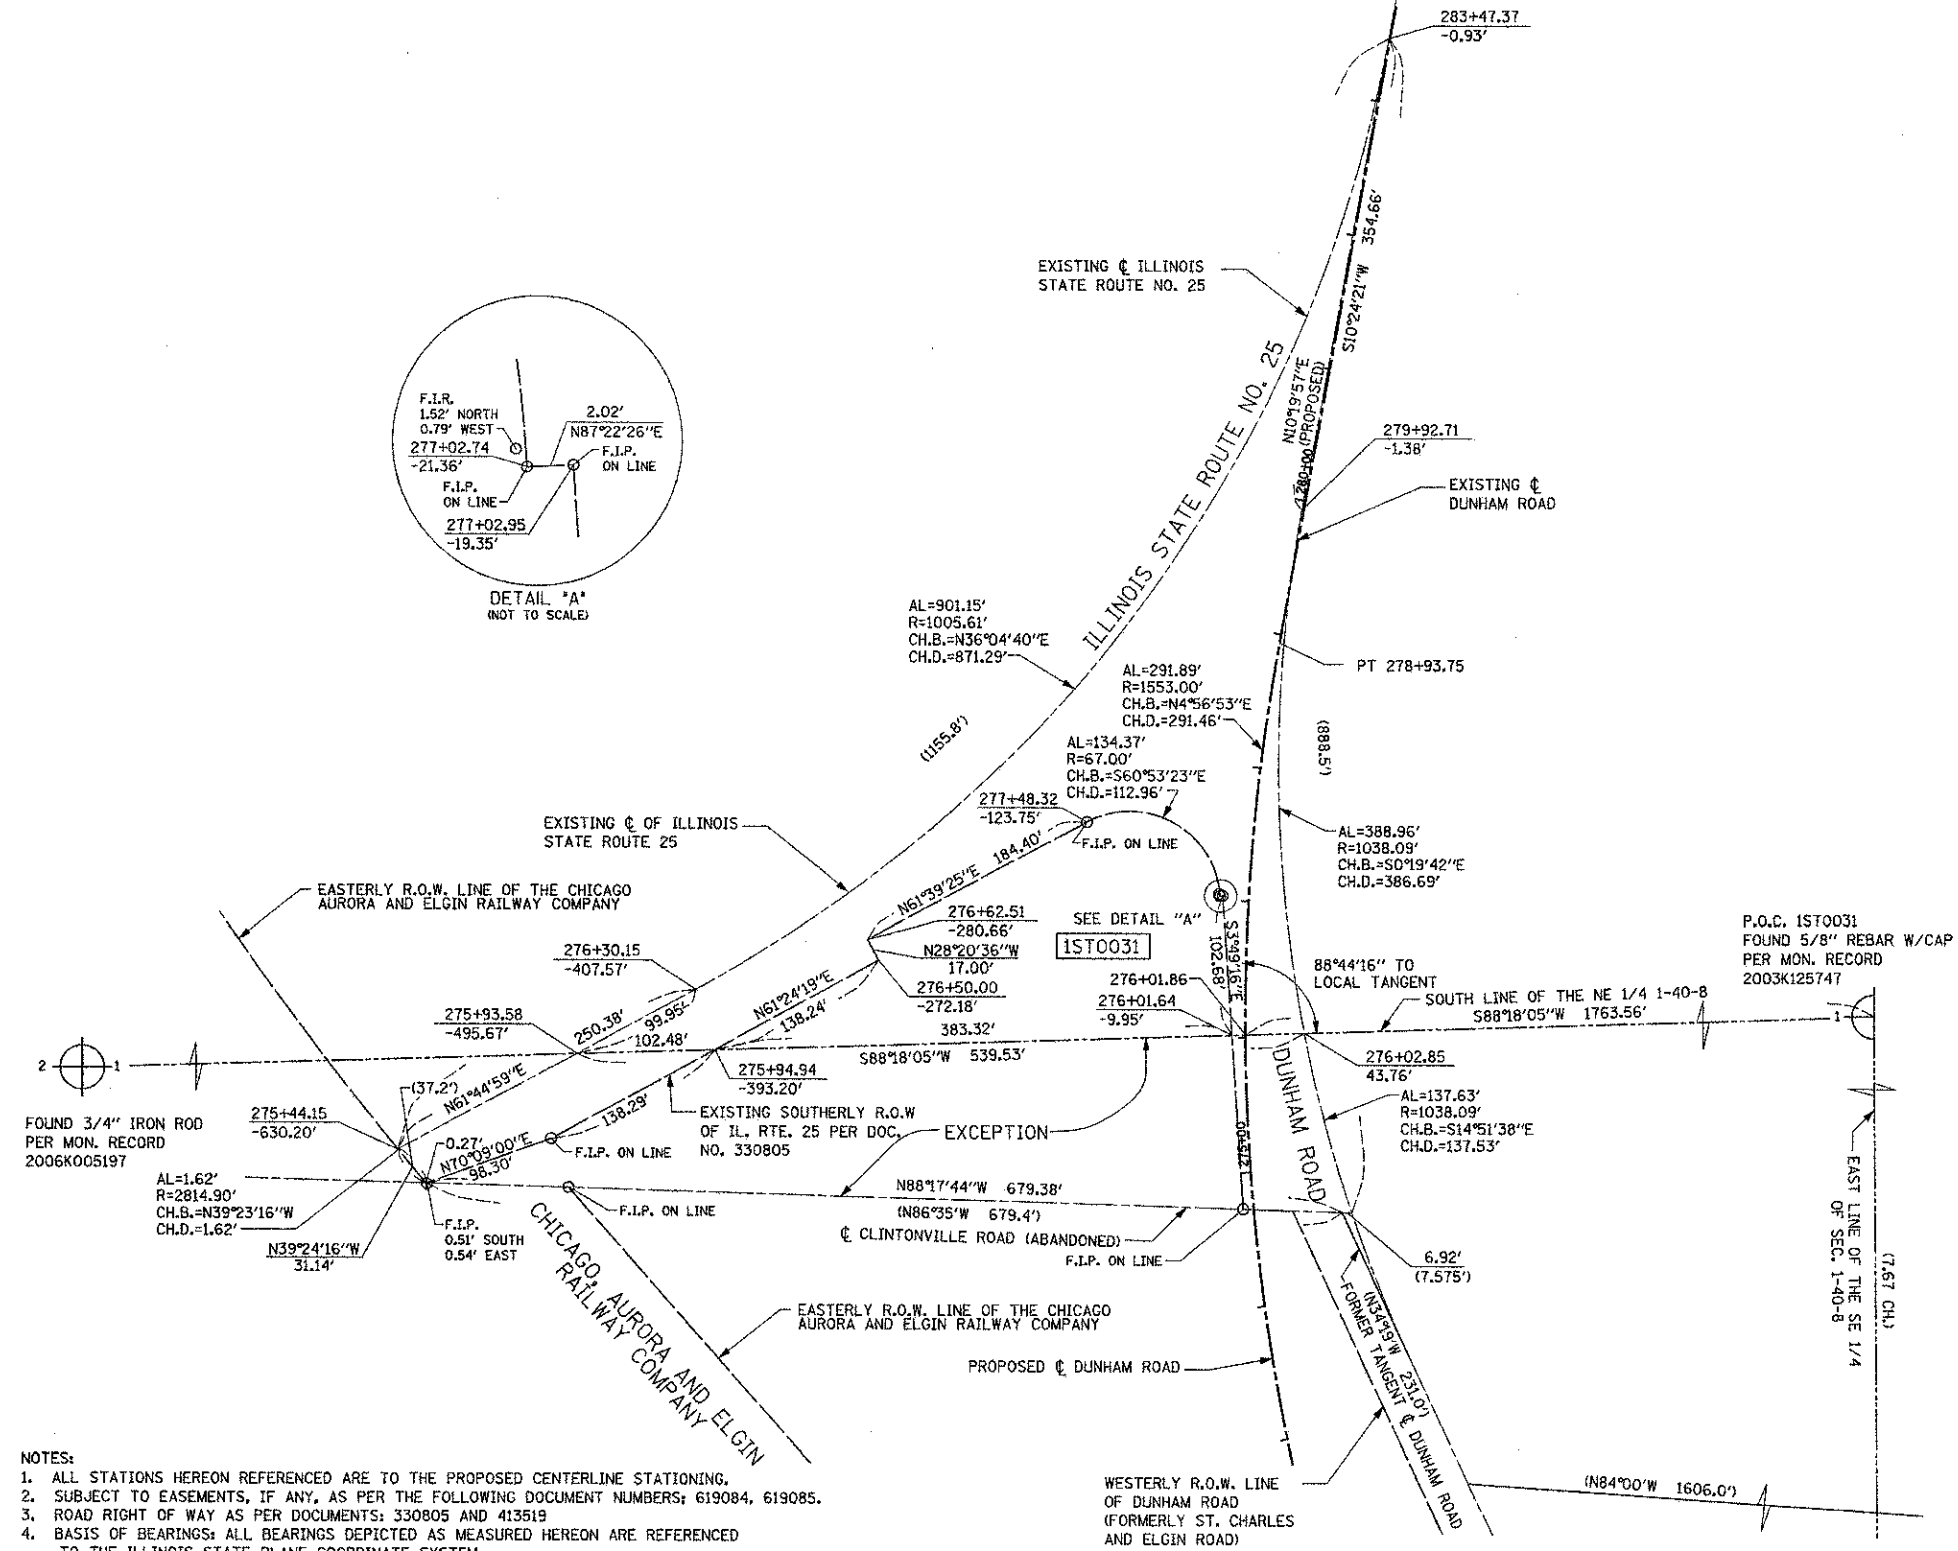 283+47.37
-0.93'
S10°24'21"W 354.66'
EXISTING ℄ ILLINOIS
STATE ROUTE NO. 25
ILLINOIS STATE ROUTE NO. 25
N10°19'57"E
280+00 (PROPOSED)
279+92.71
-1.38'
EXISTING ℄
DUNHAM ROAD
F.I.R.
1.52' NORTH
0.79' WEST
277+02.74
-21.36'
F.I.P.
ON LINE
277+02.95
-19.35'
2.02'
N87°22'26"E
F.I.P.
ON LINE
DETAIL "A"
(NOT TO SCALE)
AL=901.15'
R=1005.61'
CH.B.=N36°04'40"E
CH.D.=871.29'
PT 278+93.75
AL=291.89'
R=1553.00'
CH.B.=N4°56'53"E
CH.D.=291.46'
(1155.8')
(888.5')
AL=134.37'
R=67.00'
CH.B.=S60°53'23"E
CH.D.=112.96'
277+48.32
-123.75'
F.I.P. ON LINE
EXISTING ℄ OF ILLINOIS
STATE ROUTE 25
AL=388.96'
R=1038.09'
CH.B.=S0°19'42"E
CH.D.=386.69'
EASTERLY R.O.W. LINE OF THE CHICAGO
AURORA AND ELGIN RAILWAY COMPANY
N61°39'25"E 184.40'
276+62.51
-280.66'
N28°20'36"W
17.00'
276+50.00
-272.18'
SEE DETAIL "A"
1ST0031
S3°49'16"E
102.68'
P.O.C. 1ST0031
FOUND 5/8" REBAR W/CAP
PER MON. RECORD
2003K125747
276+30.15
-407.57'
N61°24'19"E
138.24'
276+01.86
276+01.64
-9.95'
88°44'16" TO
LOCAL TANGENT
SOUTH LINE OF THE NE 1/4 1-40-8
S88°18'05"W 1763.56'
1
275+93.58
-495.67'
250.38'
99.95'
102.48'
383.32'
S88°18'05"W 539.53'
276+02.85
43.76'
2
1
FOUND 3/4" IRON ROD
PER MON. RECORD
2006K005197
(37.2')
N61°44'59"E
275+94.94
-393.20'
275+44.15
-630.20'
138.29'
EXISTING SOUTHERLY R.O.W
OF IL. RTE. 25 PER DOC.
NO. 330805
EXCEPTION
DUNHAM ROAD
AL=137.63'
R=1038.09'
CH.B.=S14°51'38"E
CH.D.=137.53'
0.27'
N70°09'00"E
98.30'
F.I.P. ON LINE
275+00
AL=1.62'
R=2814.90'
CH.B.=N39°23'16"W
CH.D.=1.62'
N39°24'16"W
31.14'
F.I.P.
0.51' SOUTH
0.54' EAST
F.I.P. ON LINE
N88°17'44"W 679.38'
(N86°35'W 679.4')
℄ CLINTONVILLE ROAD (ABANDONED)
F.I.P. ON LINE
6.92'
(7.575')
EAST LINE OF THE SE 1/4
OF SEC. 1-40-8
(7.67 CH.)
CHICAGO, AURORA AND ELGIN
RAILWAY COMPANY
EASTERLY R.O.W. LINE OF THE CHICAGO
AURORA AND ELGIN RAILWAY COMPANY
PROPOSED ℄ DUNHAM ROAD
(N34°19'W 231.0')
FORMER TANGENT ℄ DUNHAM ROAD
WESTERLY R.O.W. LINE
OF DUNHAM ROAD
(FORMERLY ST. CHARLES
AND ELGIN ROAD)
(N84°00'W 1606.0')
NOTES:
1. ALL STATIONS HEREON REFERENCED ARE TO THE PROPOSED CENTERLINE STATIONING.
2. SUBJECT TO EASEMENTS, IF ANY, AS PER THE FOLLOWING DOCUMENT NUMBERS: 619084, 619085.
3. ROAD RIGHT OF WAY AS PER DOCUMENTS: 330805 AND 413519
4. BASIS OF BEARINGS: ALL BEARINGS DEPICTED AS MEASURED HEREON ARE REFERENCED
TO THE ILLINOIS STATE PLANE COORDINATE SYSTEM